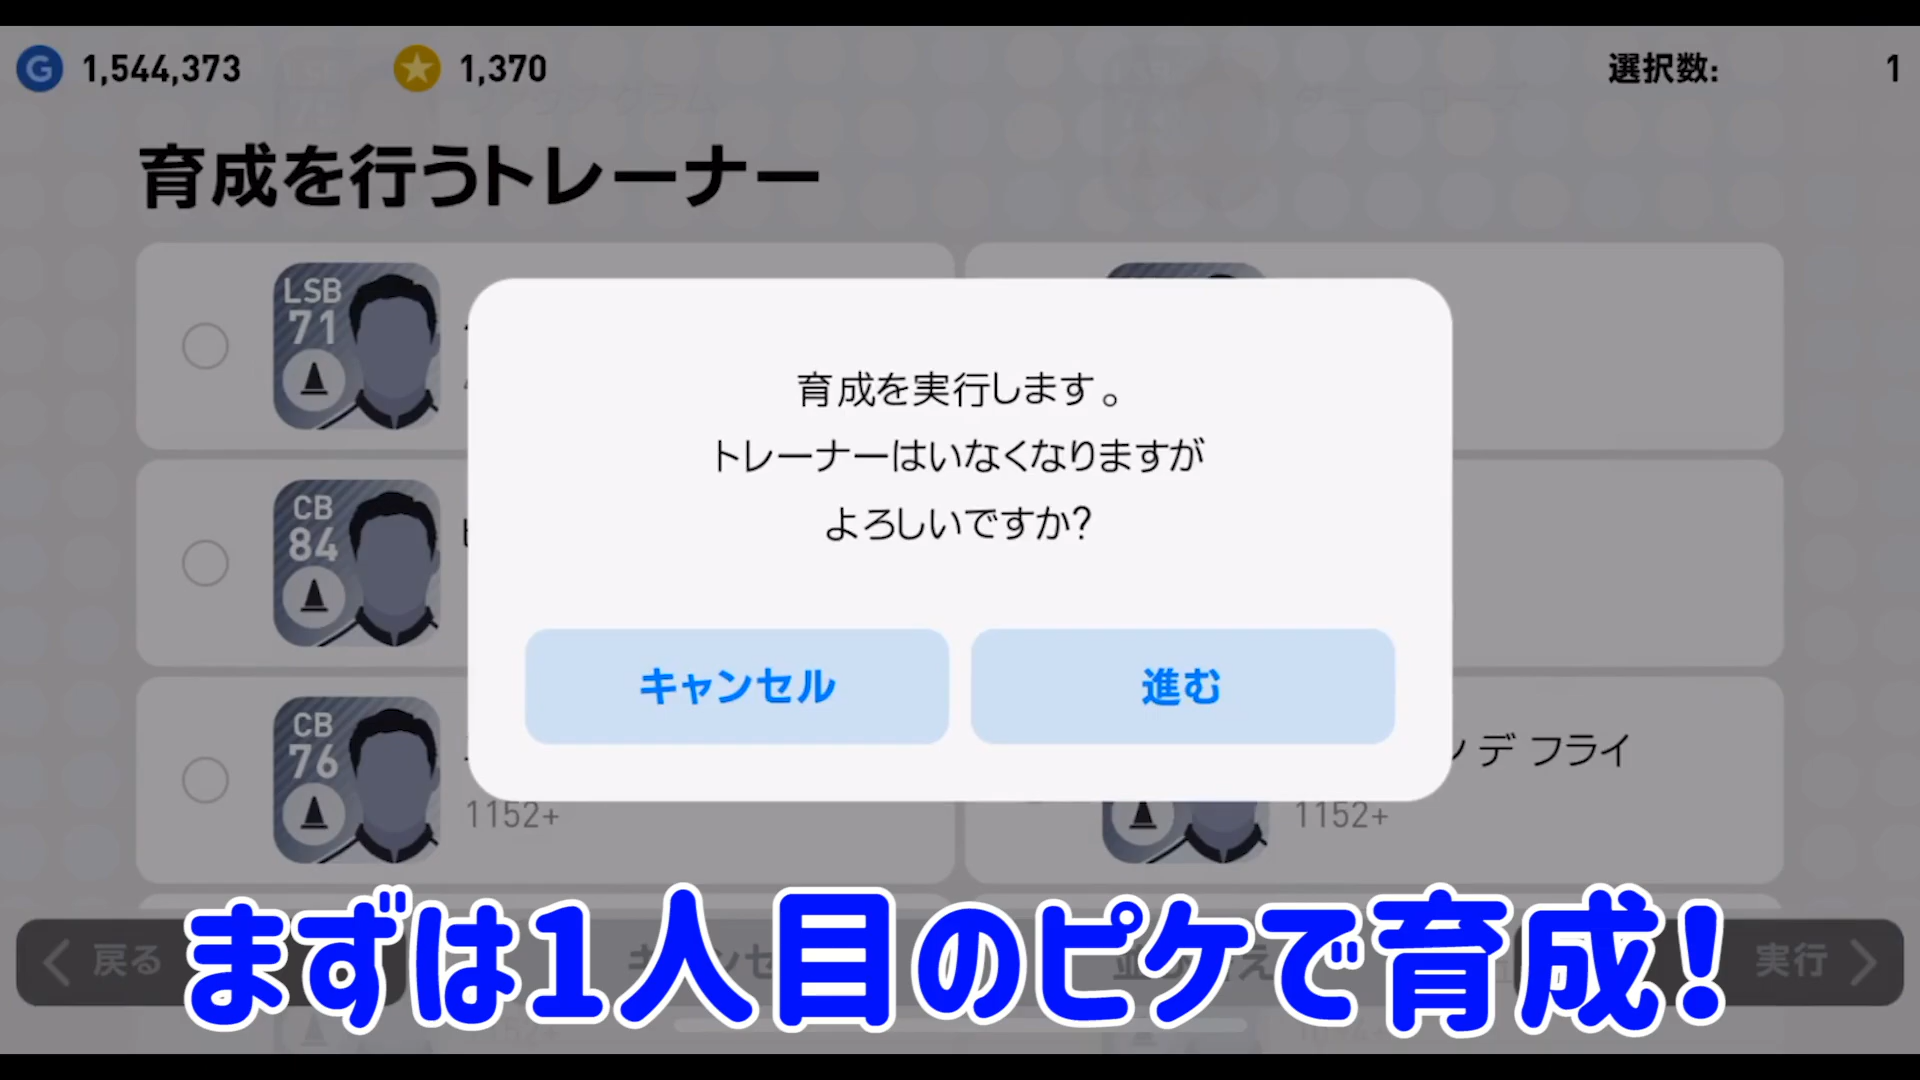 G 1,544,373 1,370 選択数: 1
育成を行うトレーナー
LSB
71
CB
84
CB
76
1152+
デ フライ
1152+
育成を実行します。
トレーナーはいなくなりますが
よろしいですか?
キャンセル 進む
戻る 実行
まずは1人目のピケで育成!